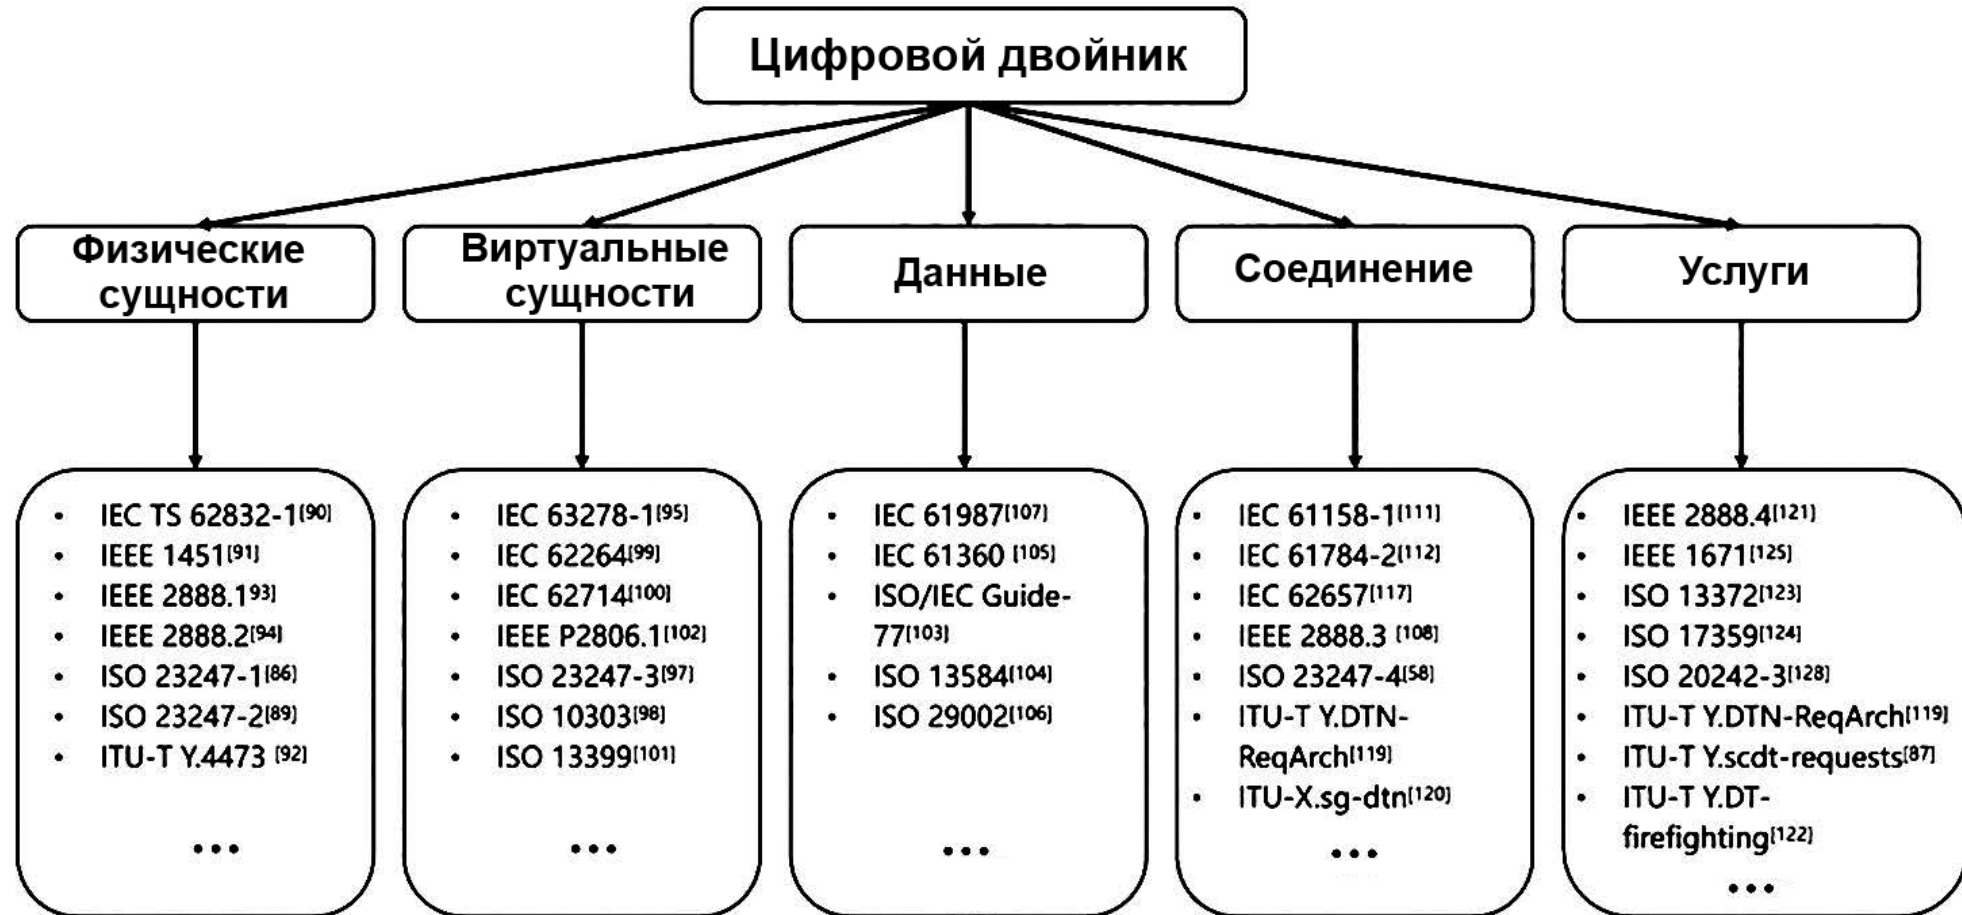 Цифровой двойник
Физические
сущности
Виртуальные
сущности
Данные
Соединение
Услуги
• IEC TS 62832-1[90]
• IEEE 1451[91]
• IEEE 2888.193]
• IEEE 2888.2[94]
• ISO 23247-1[86]
• ISO 23247-2[89]
• ITU-T Y.4473 [92]
...
• IEC 63278-1[95]
• IEC 62264[99]
• IEC 62714[100]
• IEEE P2806.1[102]
• ISO 23247-3[97]
• ISO 10303[98]
• ISO 13399[101]
...
• IEC 61987[107]
• IEC 61360 [105]
• ISO/IEC Guide-
77[103]
• ISO 13584[104]
• ISO 29002[106]
...
• IEC 61158-1[111]
• IEC 61784-2[112]
• IEC 62657[117]
• IEEE 2888.3 [108]
• ISO 23247-4[58]
• ITU-T Y.DTN-
ReqArch[119]
• ITU-X.sg-dtn[120]
...
• IEEE 2888.4[121]
• IEEE 1671[125]
• ISO 13372[123]
• ISO 17359[124]
• ISO 20242-3[128]
• ITU-T Y.DTN-ReqArch[119]
• ITU-T Y.scdt-requests[87]
• ITU-T Y.DT-
firefighting[122]
...